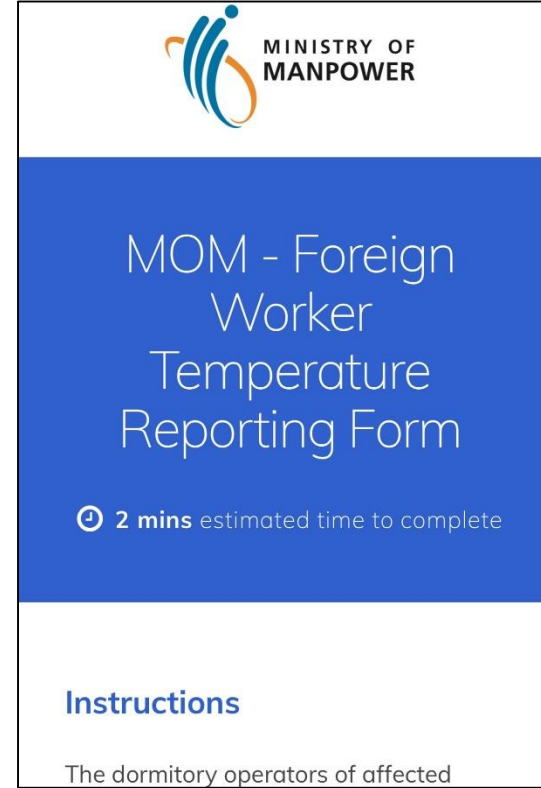 MINISTRY OF
MANPOWER
MOM - Foreign
Worker
Temperature
Reporting Form
2 mins estimated time to complete
Instructions
The dormitory operators of affected